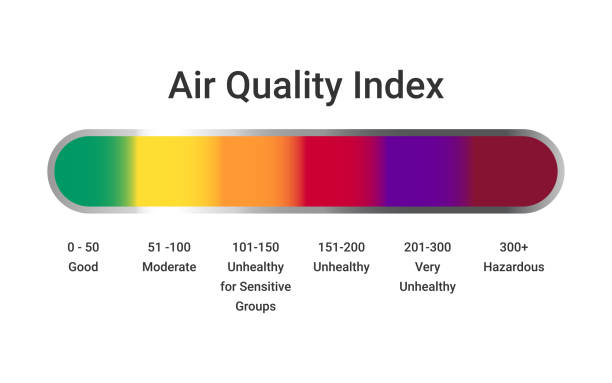 Air Quality Index
0 - 50
Good
51 -100
Moderate
101-150
Unhealthy
for Sensitive
Groups
151-200
Unhealthy
201-300
Very
Unhealthy
300+
Hazardous